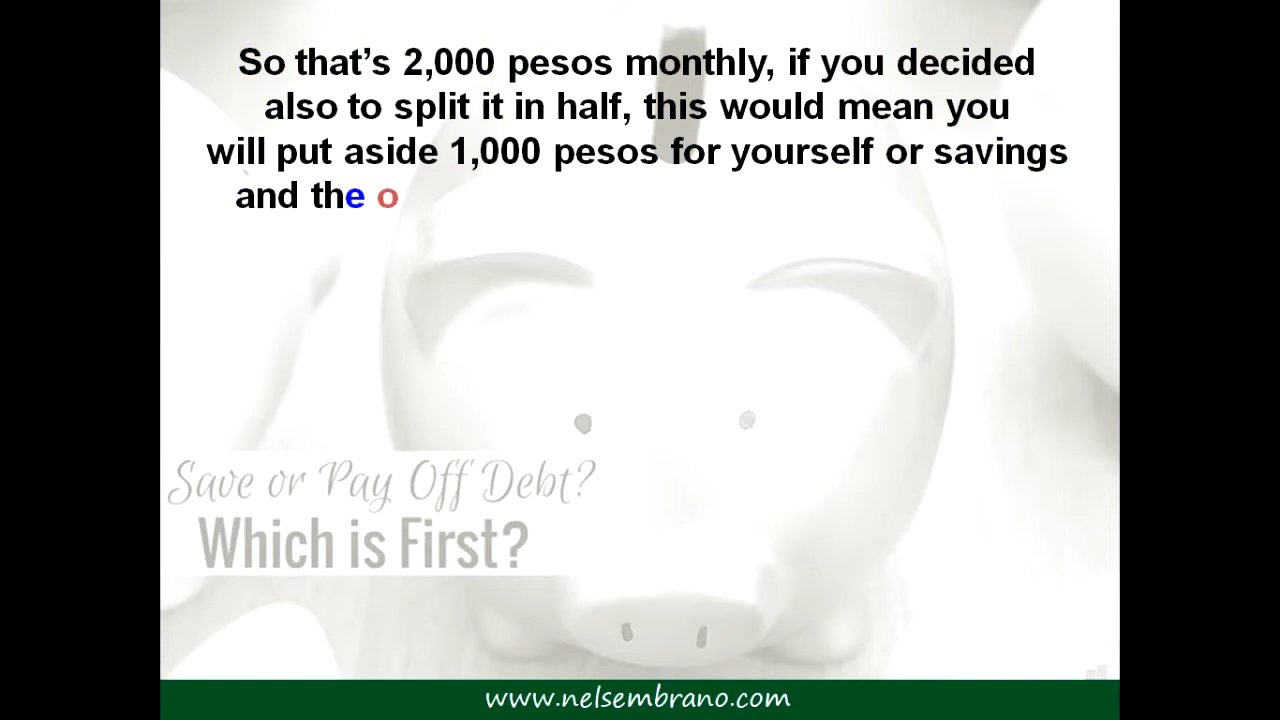 So that’s 2,000 pesos monthly, if you decided
also to split it in half, this would mean you
will put aside 1,000 pesos for yourself or savings
and the o
Save or Pay Off Debt?
Which is First?
www.nelsembrano.com